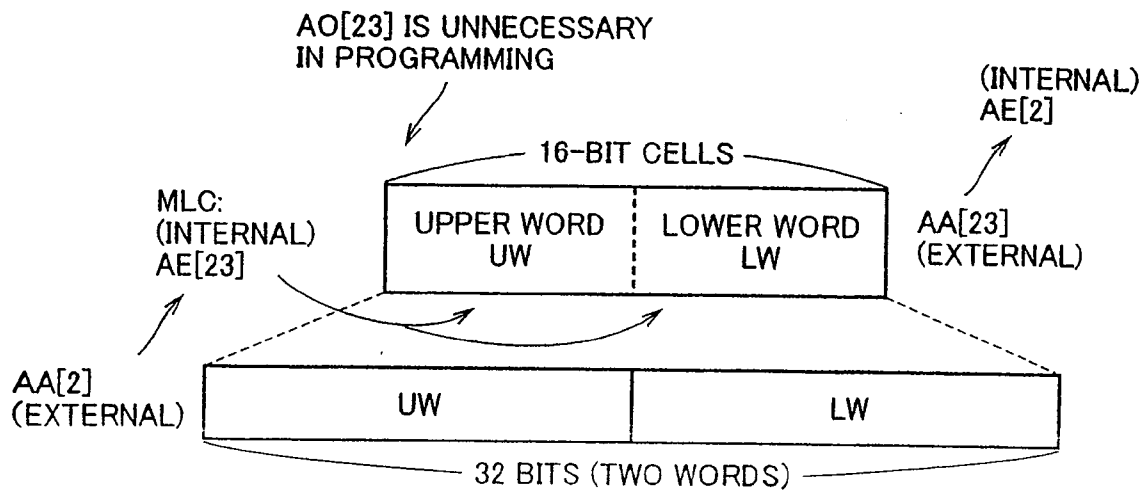 AO[23] IS UNNECESSARY
IN PROGRAMMING
(INTERNAL)
AE[2]
16-BIT CELLS
MLC:
(INTERNAL)
AE[23]
UPPER WORD
UW
LOWER WORD
LW
AA[23]
(EXTERNAL)
AA[2]
(EXTERNAL)
UW
LW
32 BITS (TWO WORDS)